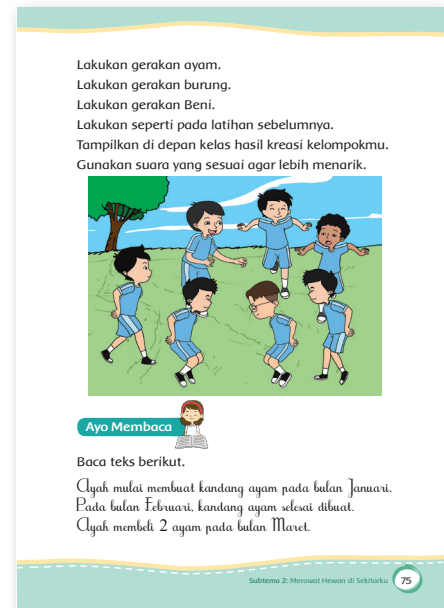 Lakukan gerakan ayam.
Lakukan gerakan burung.
Lakukan gerakan Beni.
Lakukan seperti pada latihan sebelumnya.
Tampilkan di depan kelas hasil kreasi kelompokmu.
Gunakan suara yang sesuai agar lebih menarik.
Ayo Membaca
Baca teks berikut.
Ayah mulai membuat kandang ayam pada bulan Januari.
Pada bulan Februari, kandang ayam selesai dibuat.
Ayah membeli 2 ayam pada bulan Maret.
Subtema 2: Merawat Hewan di Sekitarku 75